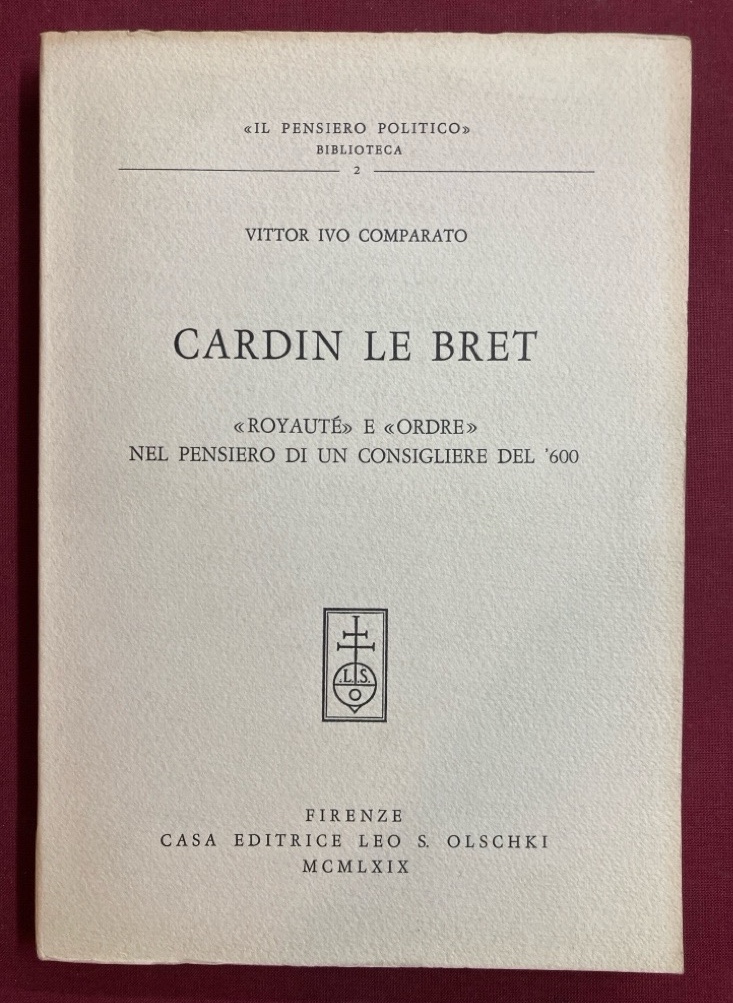 «IL PENSIERO POLITICO»
BIBLIOTECA
2
VITTOR IVO COMPARATO
CARDIN LE BRET
«ROYAUTÉ» E «ORDRE»
NEL PENSIERO DI UN CONSIGLIERE DEL '600
.L.S.
O
FIRENZE
CASA EDITRICE LEO S. OLSCHKI
MCMLXIX